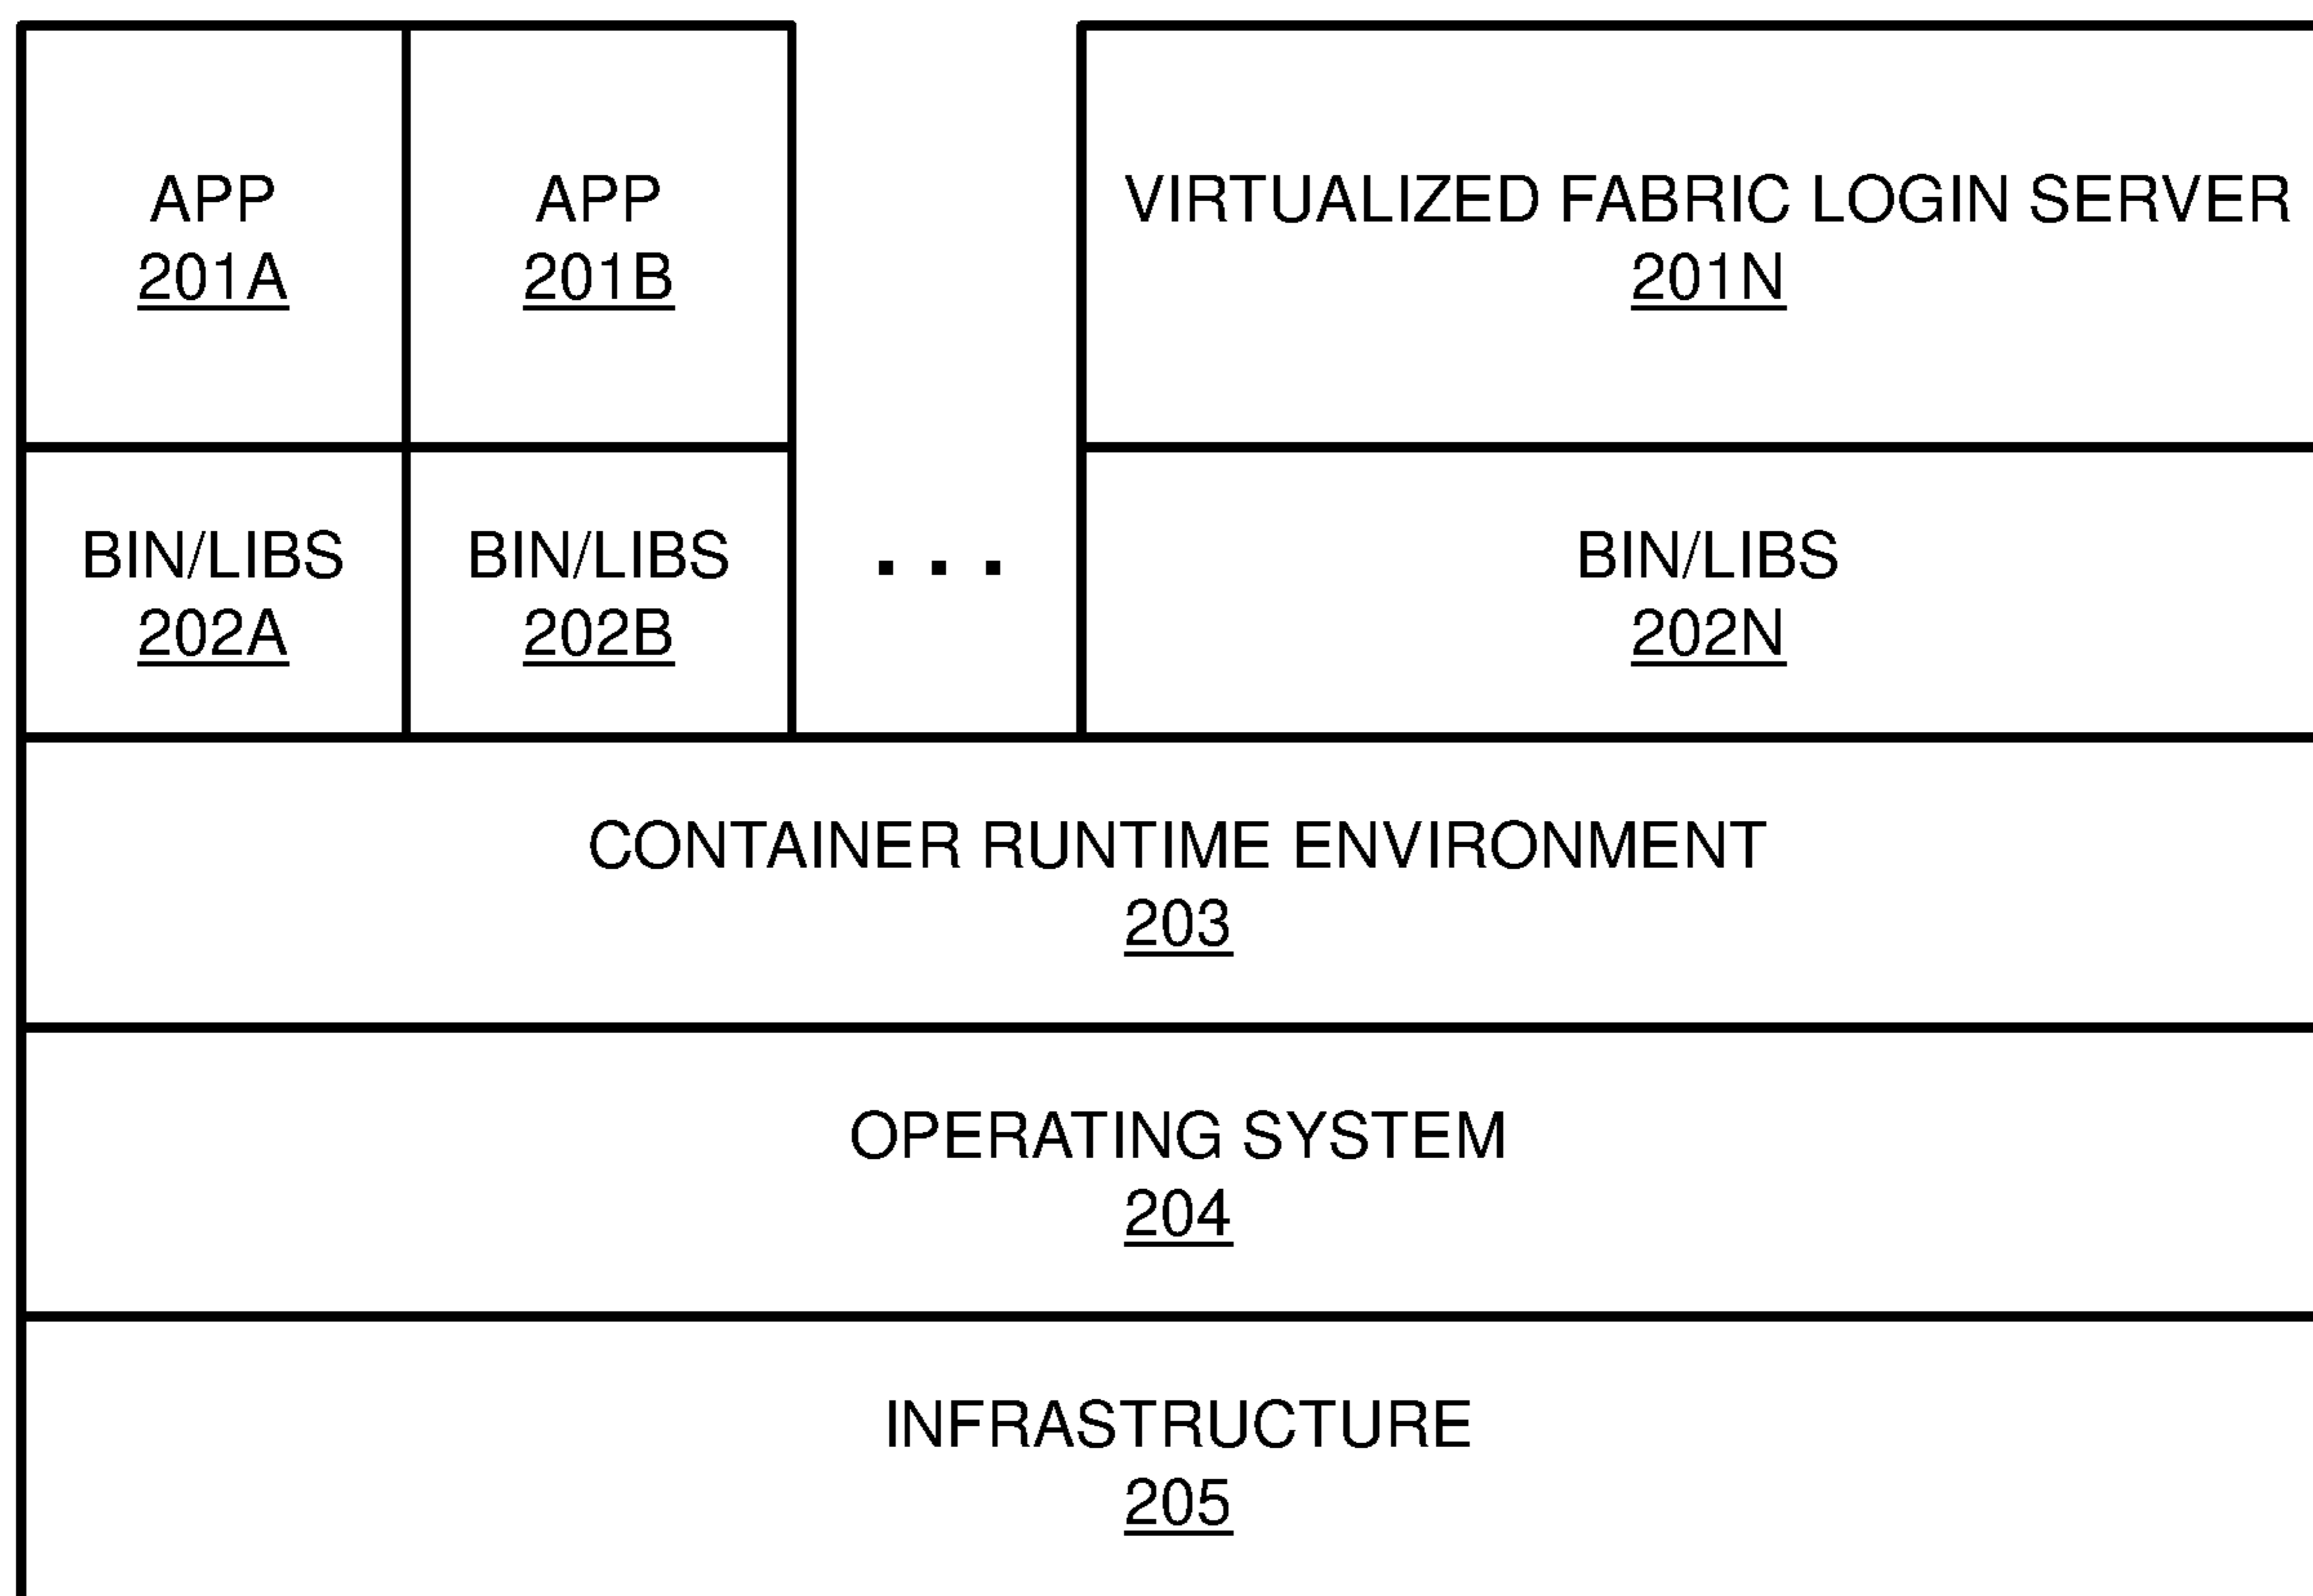 APP
201A
APP
201B
VIRTUALIZED FABRIC LOGIN SERVER
201N
BIN/LIBS
202A
BIN/LIBS
202B
. . .
BIN/LIBS
202N
CONTAINER RUNTIME ENVIRONMENT
203
OPERATING SYSTEM
204
INFRASTRUCTURE
205